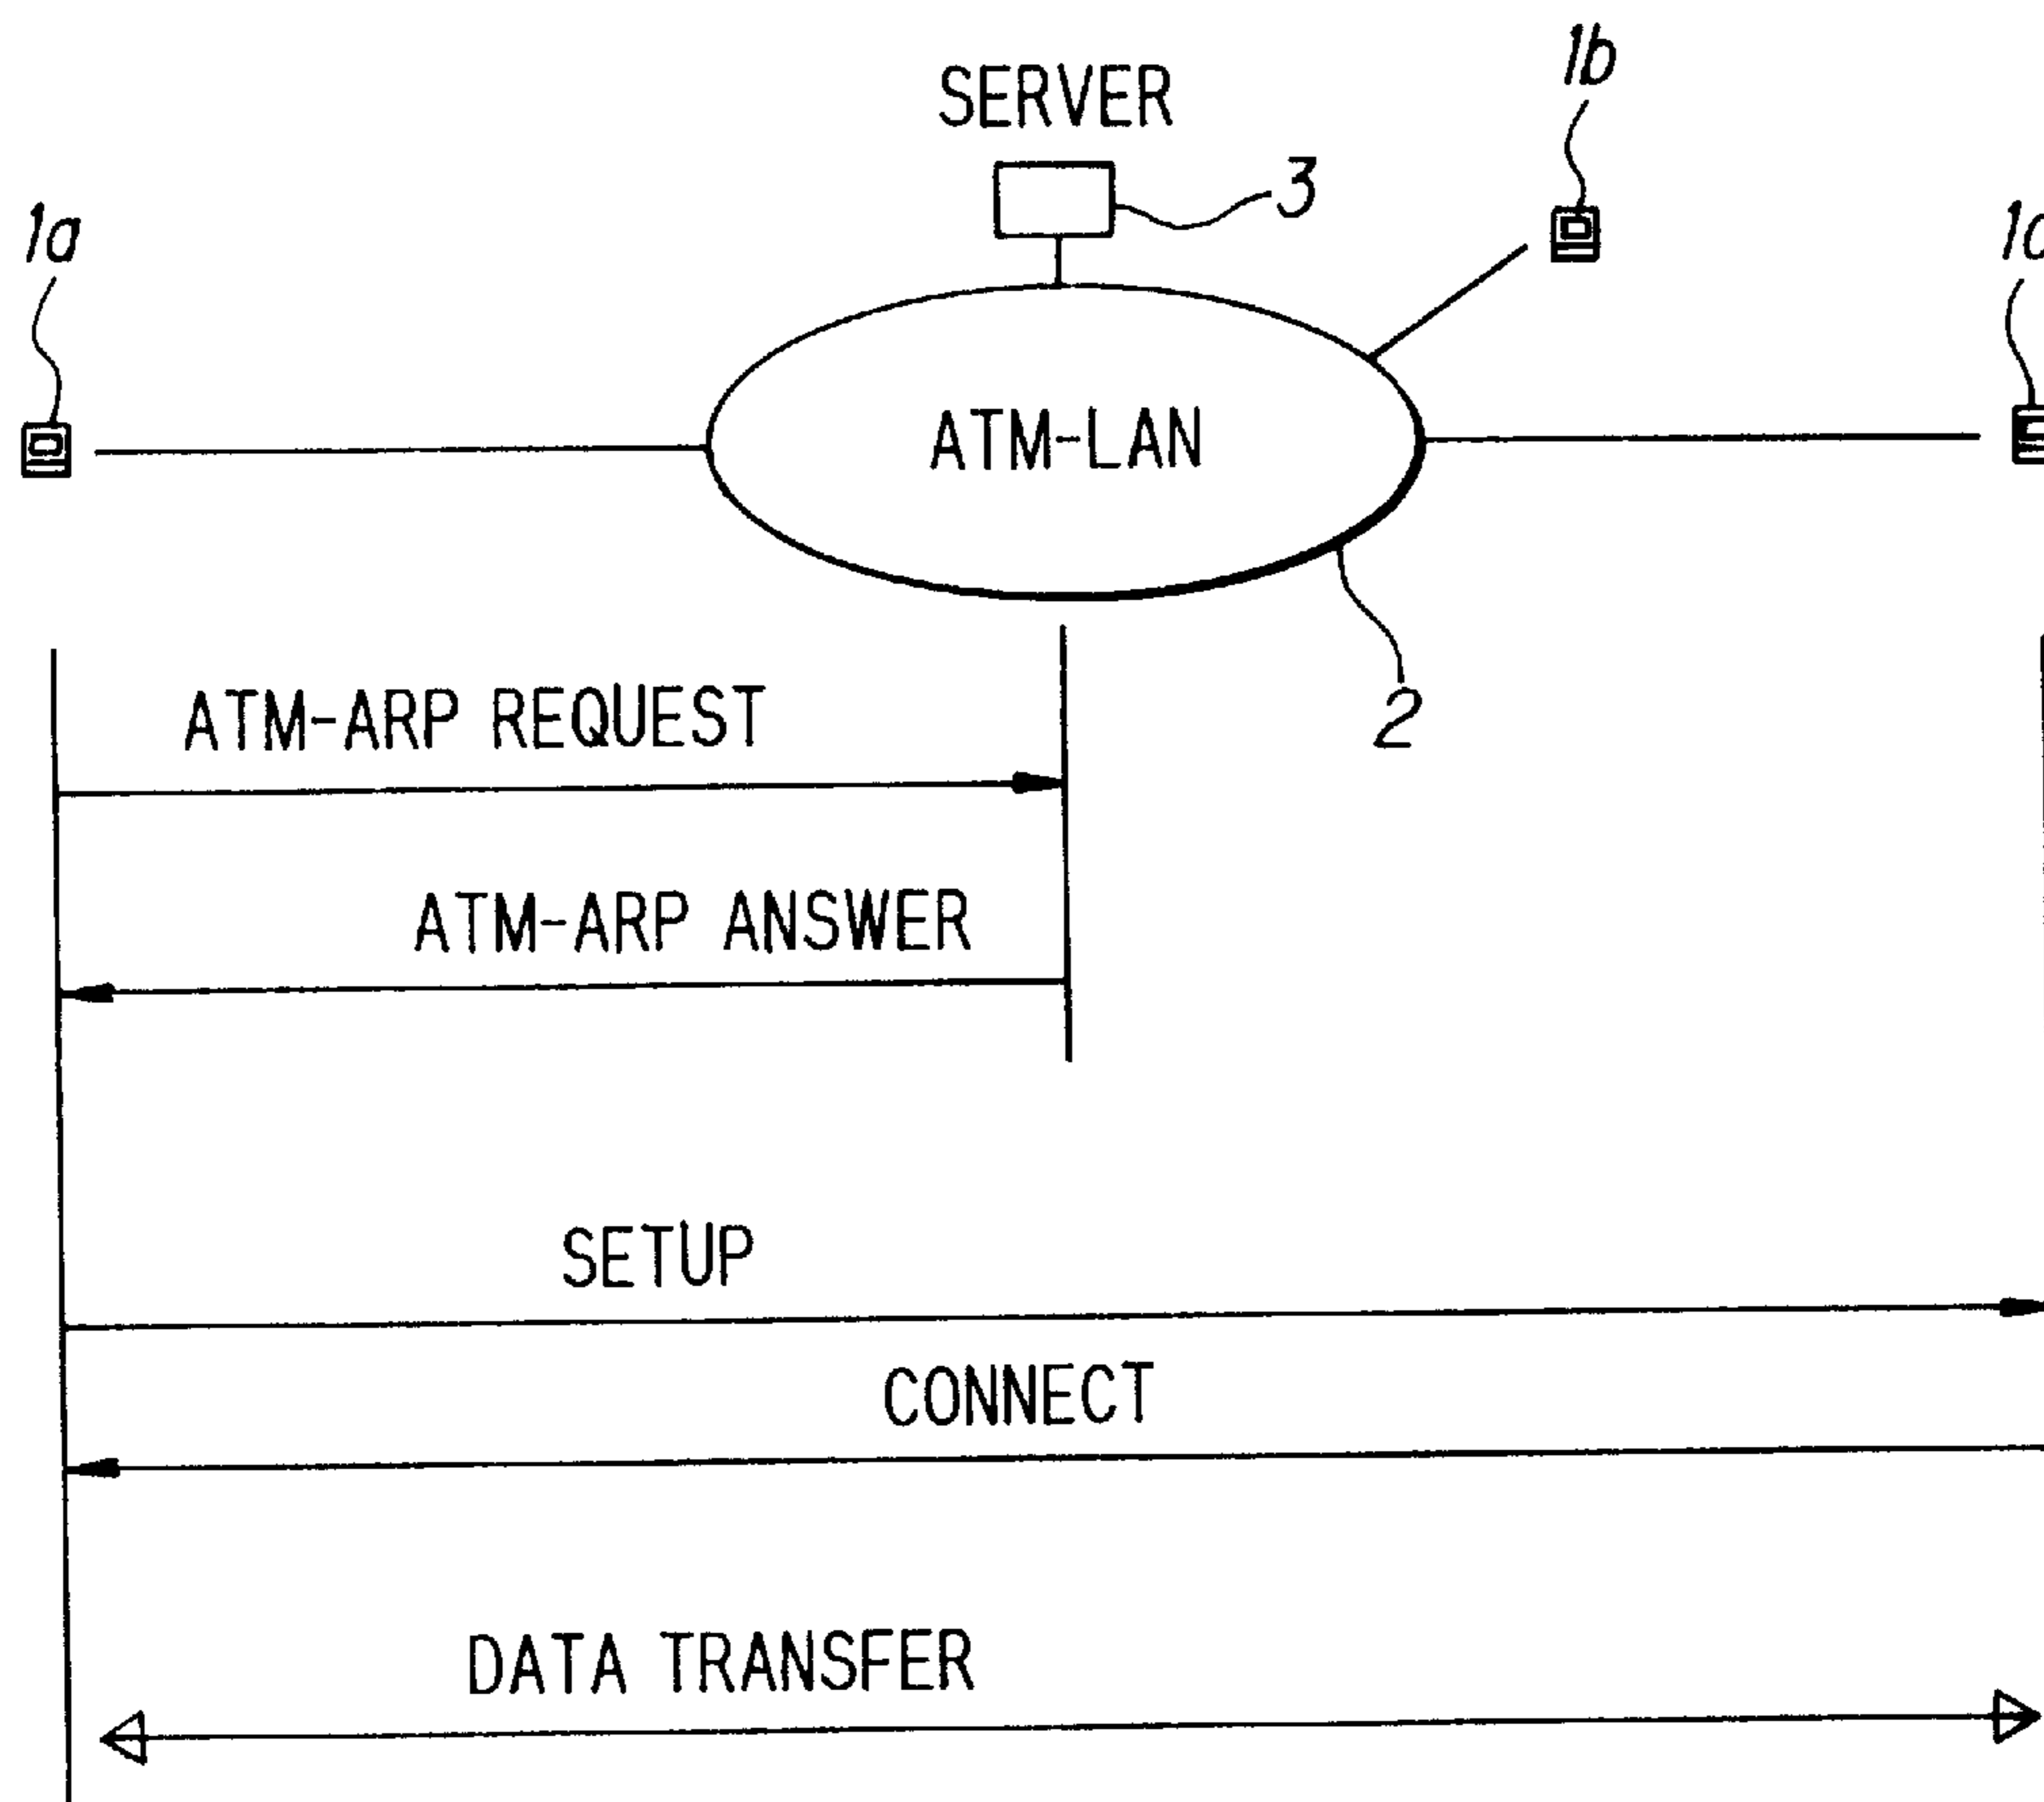 1b
SERVER
3
1a
ATM-LAN
2
ATM-ARP REQUEST
ATM-ARP ANSWER
SETUP
CONNECT
DATA TRANSFER